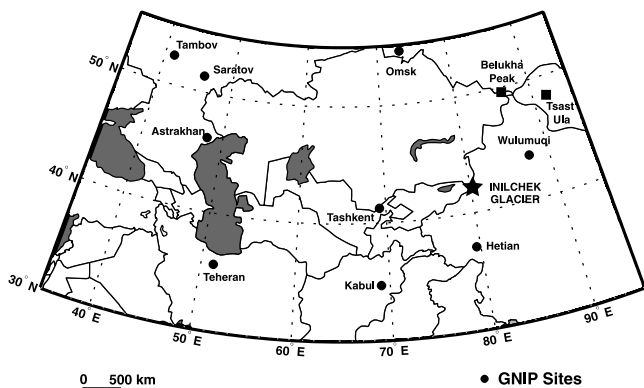 Tambov
Saratov
Omsk
Belukha
Peak
Tsast
Ula
50° N
Astrakhan
Wulumuqi
40° N
INILCHEK
GLACIER
Tashkent
Hetian
Teheran
Kabul
30° N
40° E
50° E
60° E
70° E
80° E
90° E
0 500 km
GNIP Sites